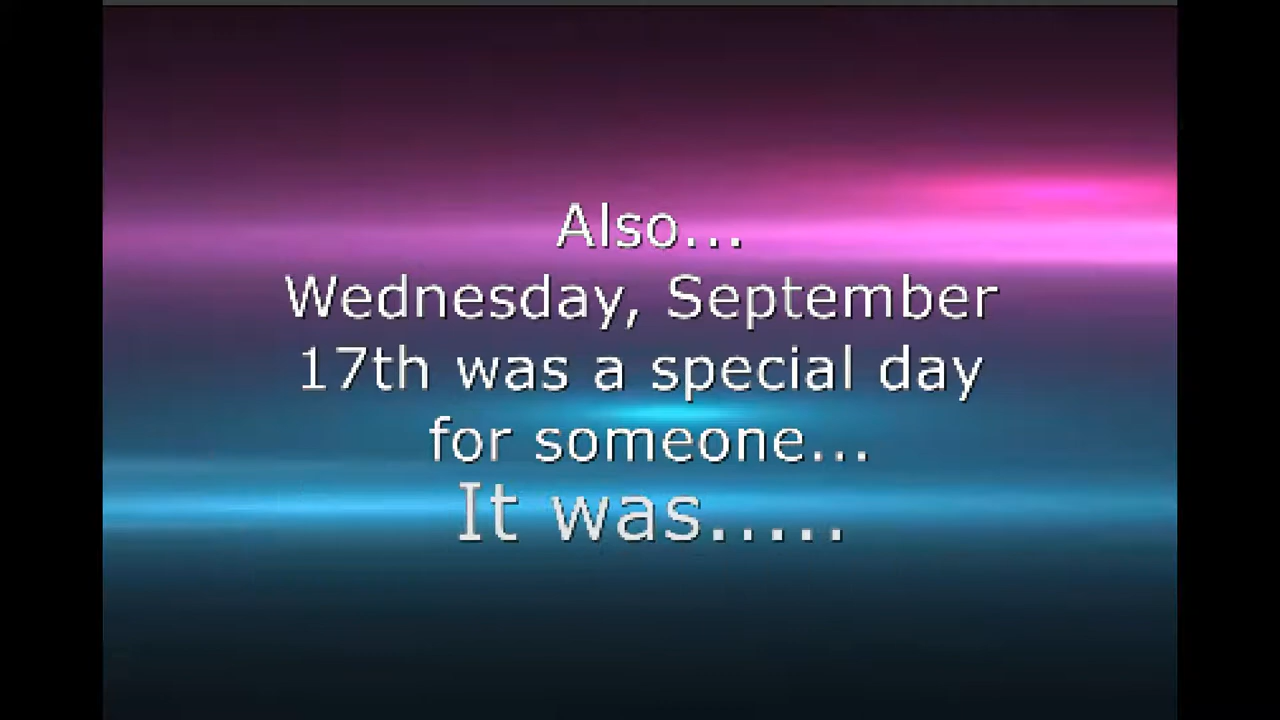 Also...
Wednesday, September
17th was a special day
for someone...
It was.....